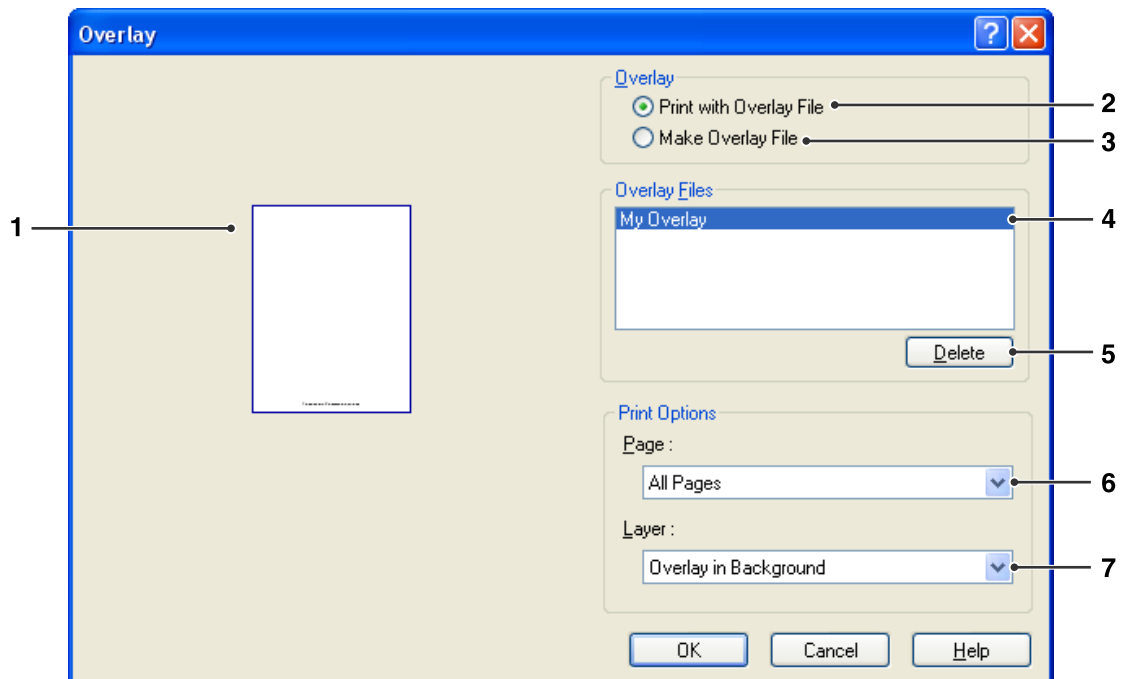 Overlay
Overlay
Print with Overlay File 2
Make Overlay File 3
Overlay Files
1
My Overlay 4
Delete 5
Print Options
Page :
All Pages 6
Layer :
Overlay in Background 7
OK Cancel Help